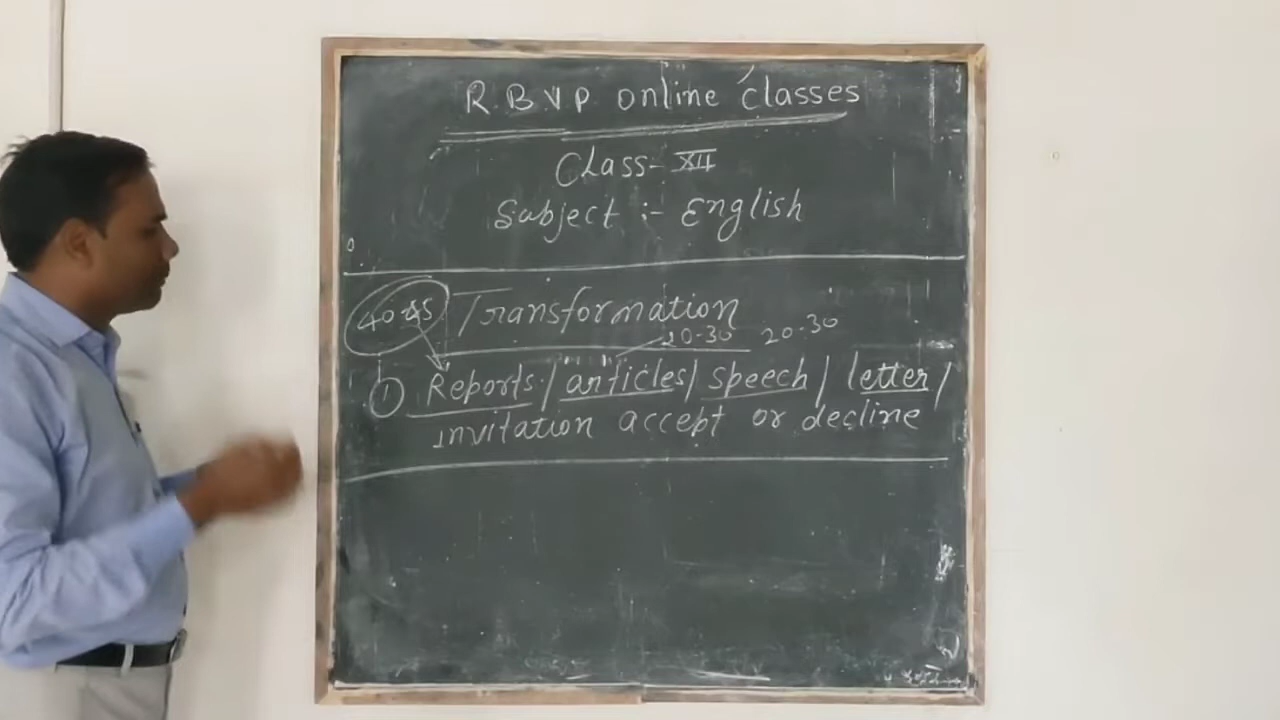 R.B.V.P online classes
Class- XII
Subject :- English
40-45 Transformation
20-30 20-30
① Reports / articles / speech / letter /
invitation accept or decline